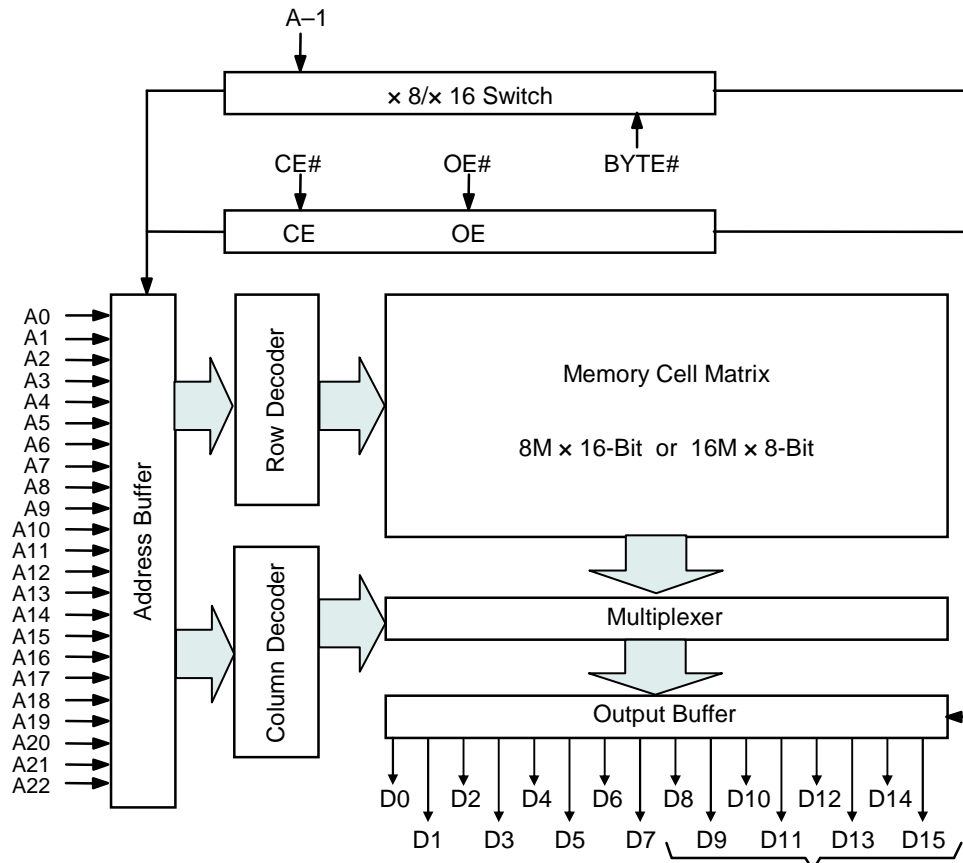 A–1
× 8/× 16 Switch
CE#
OE#
BYTE#
CE
OE
A0
A1
A2
A3
A4
A5
A6
A7
A8
A9
A10
A11
A12
A13
A14
A15
A16
A17
A18
A19
A20
A21
A22
Address Buffer
Row Decoder
Column Decoder
Memory Cell Matrix
8M × 16-Bit or 16M × 8-Bit
Multiplexer
Output Buffer
D0 D2 D4 D6 D8 D10 D12 D14
D1 D3 D5 D7 D9 D11 D13 D15